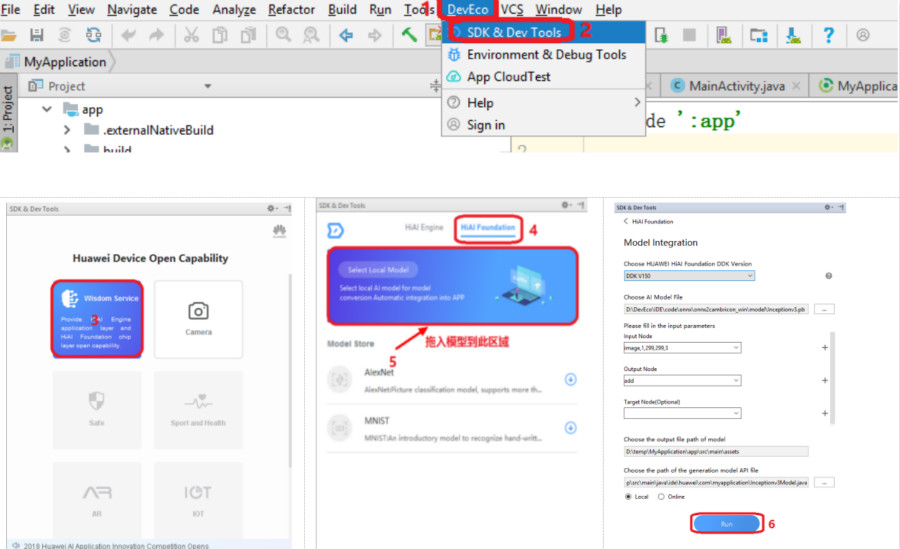 File Edit View Navigate Code Analyze Refactor Build Run Tools 1 DevEco VCS Window Help
SDK & Dev Tools 2
Environment & Debug Tools
App CloudTest
Help
Sign in
MyApplication
Project
1: Project
app
.externalNativeBuild
build
MainActivity.java
MyApplica
de ':app'
2
SDK & Dev Tools
Huawei Device Open Capability
Wisdom Service
3
Provide HiAI Engine
application layer and
HiAI Foundation chip
layer open capability
Camera
Safe
Sport and Health
AR
IOT
2018 Huawei AI Application Innovation Competition Opens
SDK & Dev Tools
HiAI Engine
HiAI Foundation 4
Select Local Model
Select local AI model for model
conversion Automatic integration into APP
5 拖入模型到此区域
Model Store
AlexNet
AlexNet:Picture classification model, supports more th...
MNIST
MNIST:An introductory model to recognize hand-writt...
SDK & Dev Tools
HiAI Foundation
Model Integration
Choose HUAWEI HiAI Foundation DDK Version
DDK V150
Choose AI Model File
D:\DevEco\IDE\code\onnx\onnx2cambricon_win\model\Inceptionv3.pb ...
Please fill in the input parameters
Input Node
image,1,299,299,3
Output Node
add
Target Node(Optional)
Choose the output file path of model
D:\temp\MyApplication\app\src\main\assets
Choose the path of the generation model API file
p\src\main\java\ide\huawei\com\myapplication\Inceptionv3Model.java ...
Local Online
Run 6